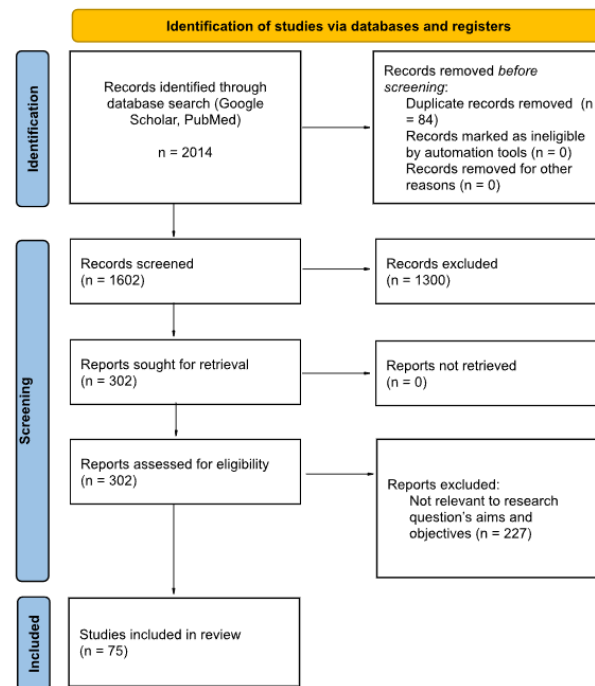 Identification of studies via databases and registers
Identification
Records identified through
database search (Google
Scholar, PubMed)
n = 2014
Records removed before
screening:
Duplicate records removed (n
= 84)
Records marked as ineligible
by automation tools (n = 0)
Records removed for other
reasons (n = 0)
Screening
Records screened
(n = 1602)
Records excluded
(n = 1300)
Reports sought for retrieval
(n = 302)
Reports not retrieved
(n = 0)
Reports assessed for eligibility
(n = 302)
Reports excluded:
Not relevant to research
question's aims and
objectives (n = 227)
Included
Studies included in review
(n = 75)